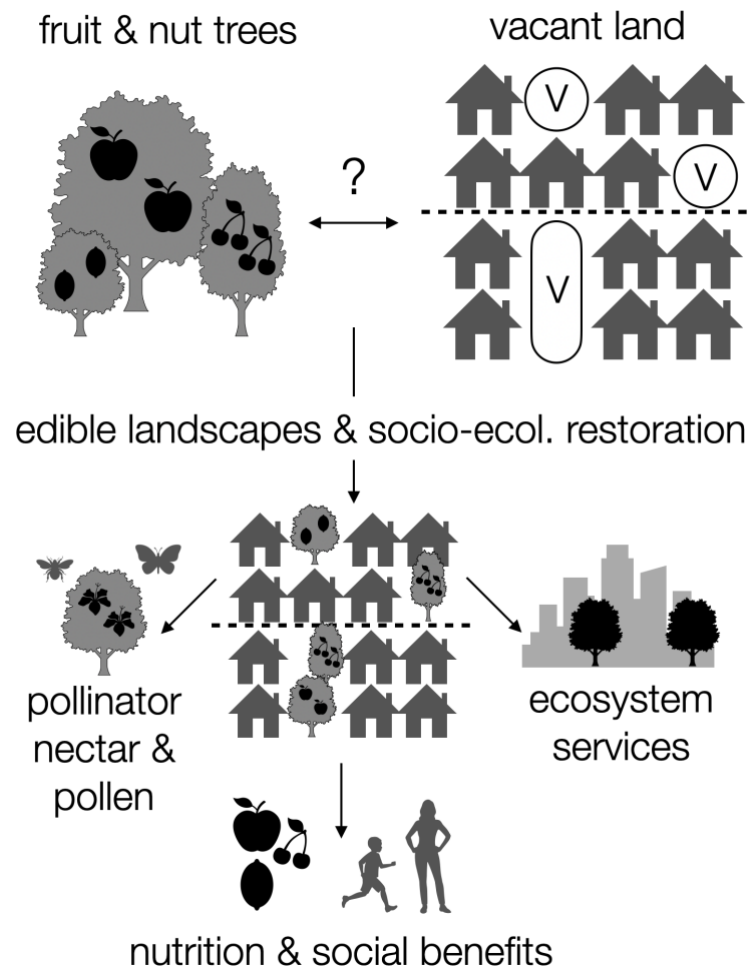 fruit & nut trees
vacant land
V
?
V
V
edible landscapes & socio-ecol. restoration
pollinator
nectar &
pollen
ecosystem
services
nutrition & social benefits